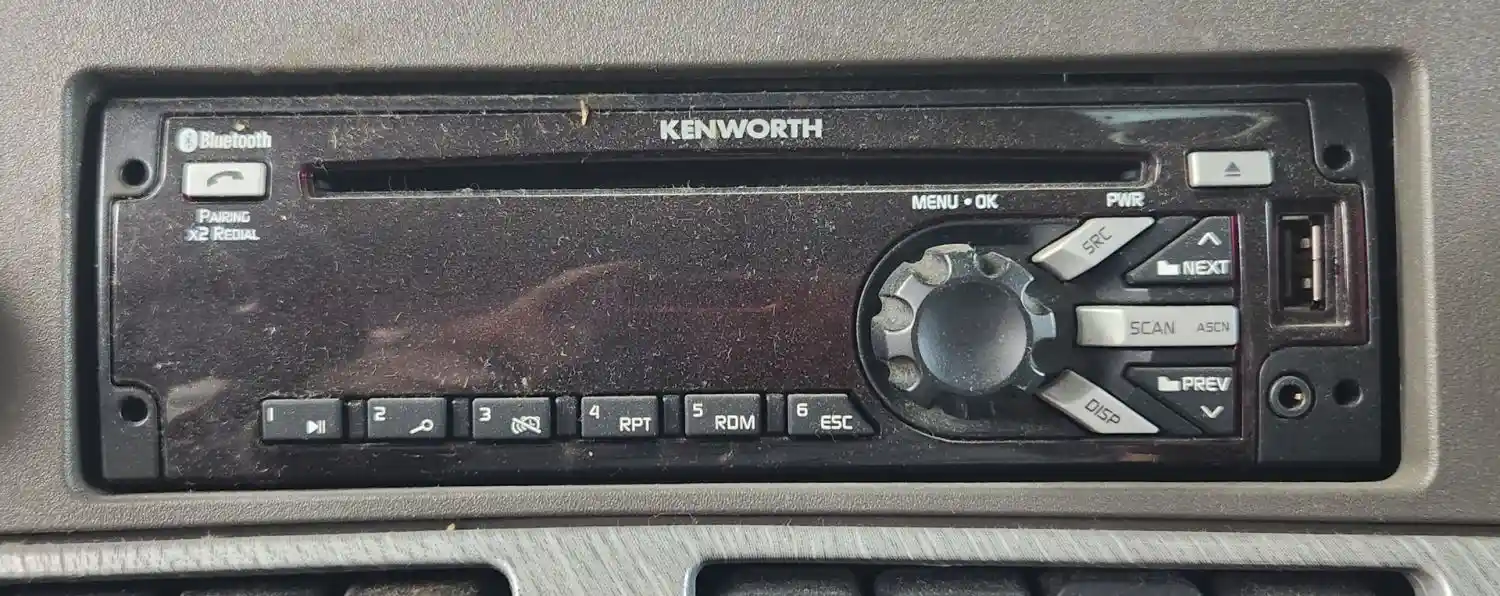 KENWORTH
Bluetooth
PAIRING
x2 REDIAL
MENU • OK
PWR
SRC
NEXT
SCAN ASCN
PREV
DISP
1
2
3
4 RPT
5 RDM
6 ESC